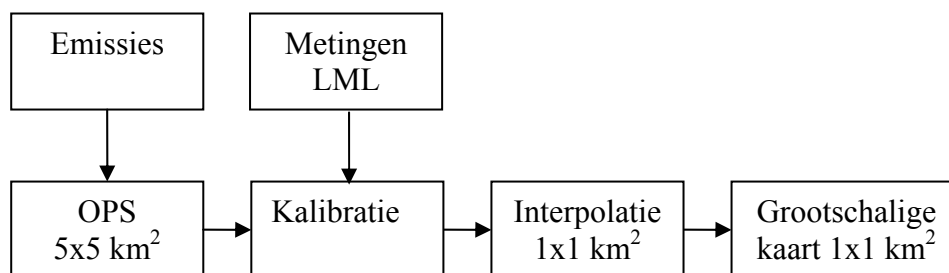 Emissies
Metingen
LML
OPS
5x5 km²
Kalibratie
Interpolatie
1x1 km²
Grootschalige
kaart 1x1 km²